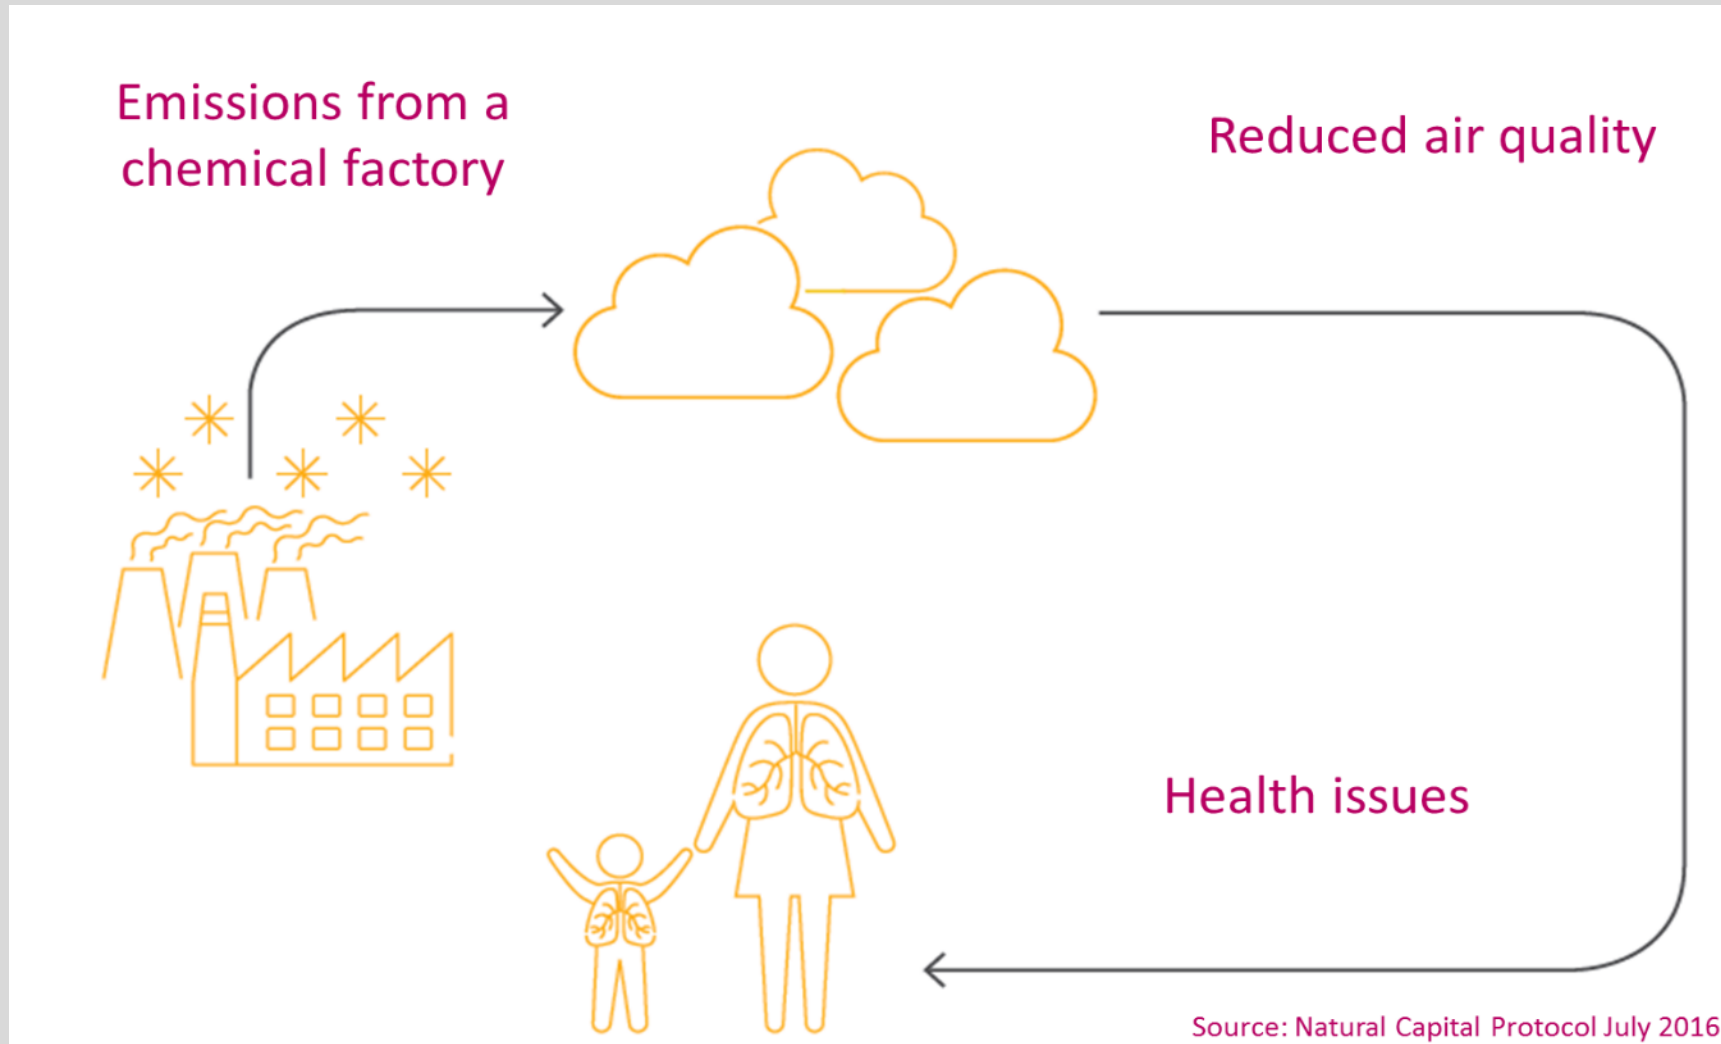 Emissions from a
chemical factory
Reduced air quality
Health issues
Source: Natural Capital Protocol July 2016